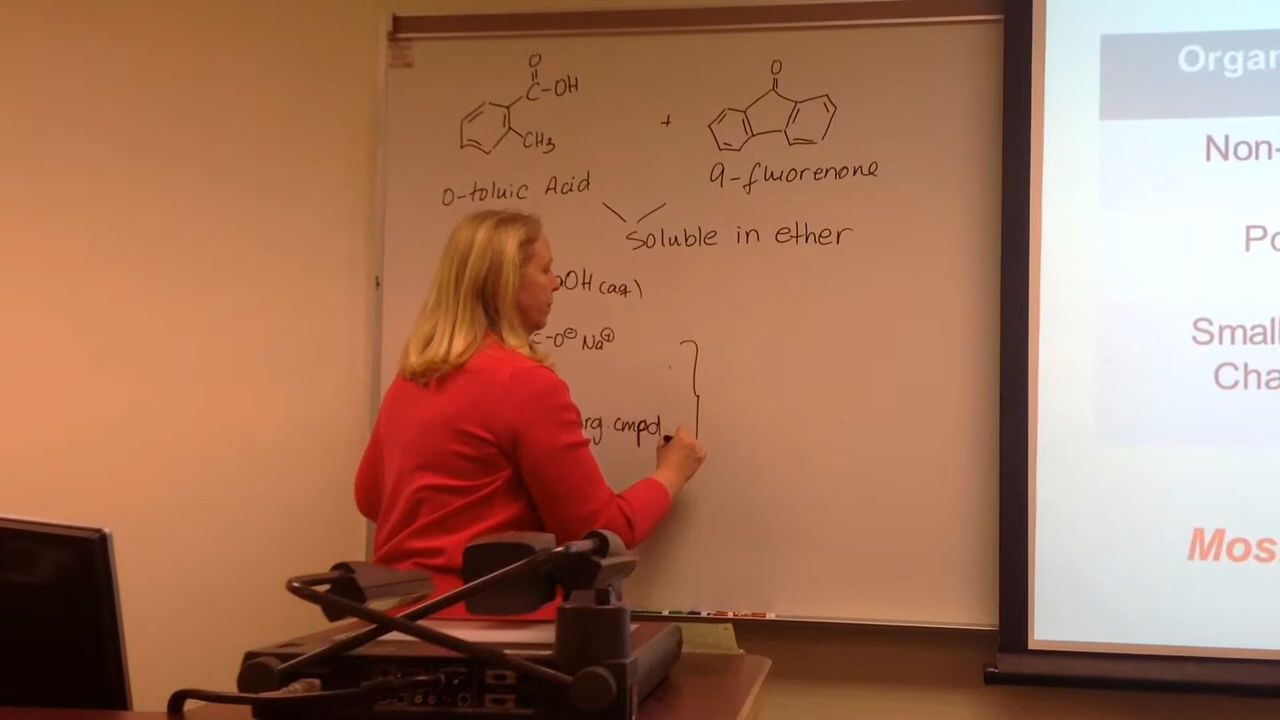 O
C-OH
CH3
O
+
O-toluic Acid
9-fluorenone
Soluble in ether
OH (aq)
C-O⊖ Na⊕
org. cmpd
Organ
Non-
Po
Small
Cha
Mos